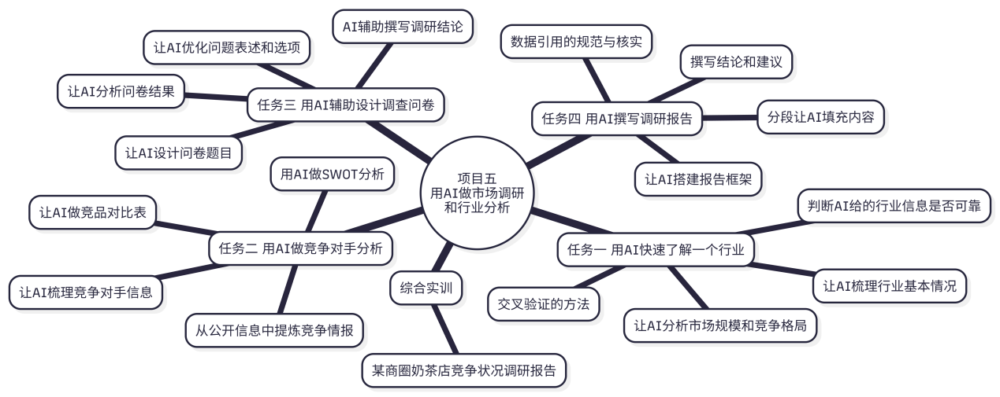 项目五
用AI做市场调研
和行业分析
任务一 用AI快速了解一个行业
判断AI给的行业信息是否可靠
让AI梳理行业基本情况
让AI分析市场规模和竞争格局
交叉验证的方法
任务二 用AI做竞争对手分析
用AI做SWOT分析
让AI做竞品对比表
让AI梳理竞争对手信息
从公开信息中提炼竞争情报
任务三 用AI辅助设计调查问卷
AI辅助撰写调研结论
让AI优化问题表述和选项
让AI分析问卷结果
让AI设计问卷题目
任务四 用AI撰写调研报告
数据引用的规范与核实
撰写结论和建议
分段让AI填充内容
让AI搭建报告框架
综合实训
某商圈奶茶店竞争状况调研报告